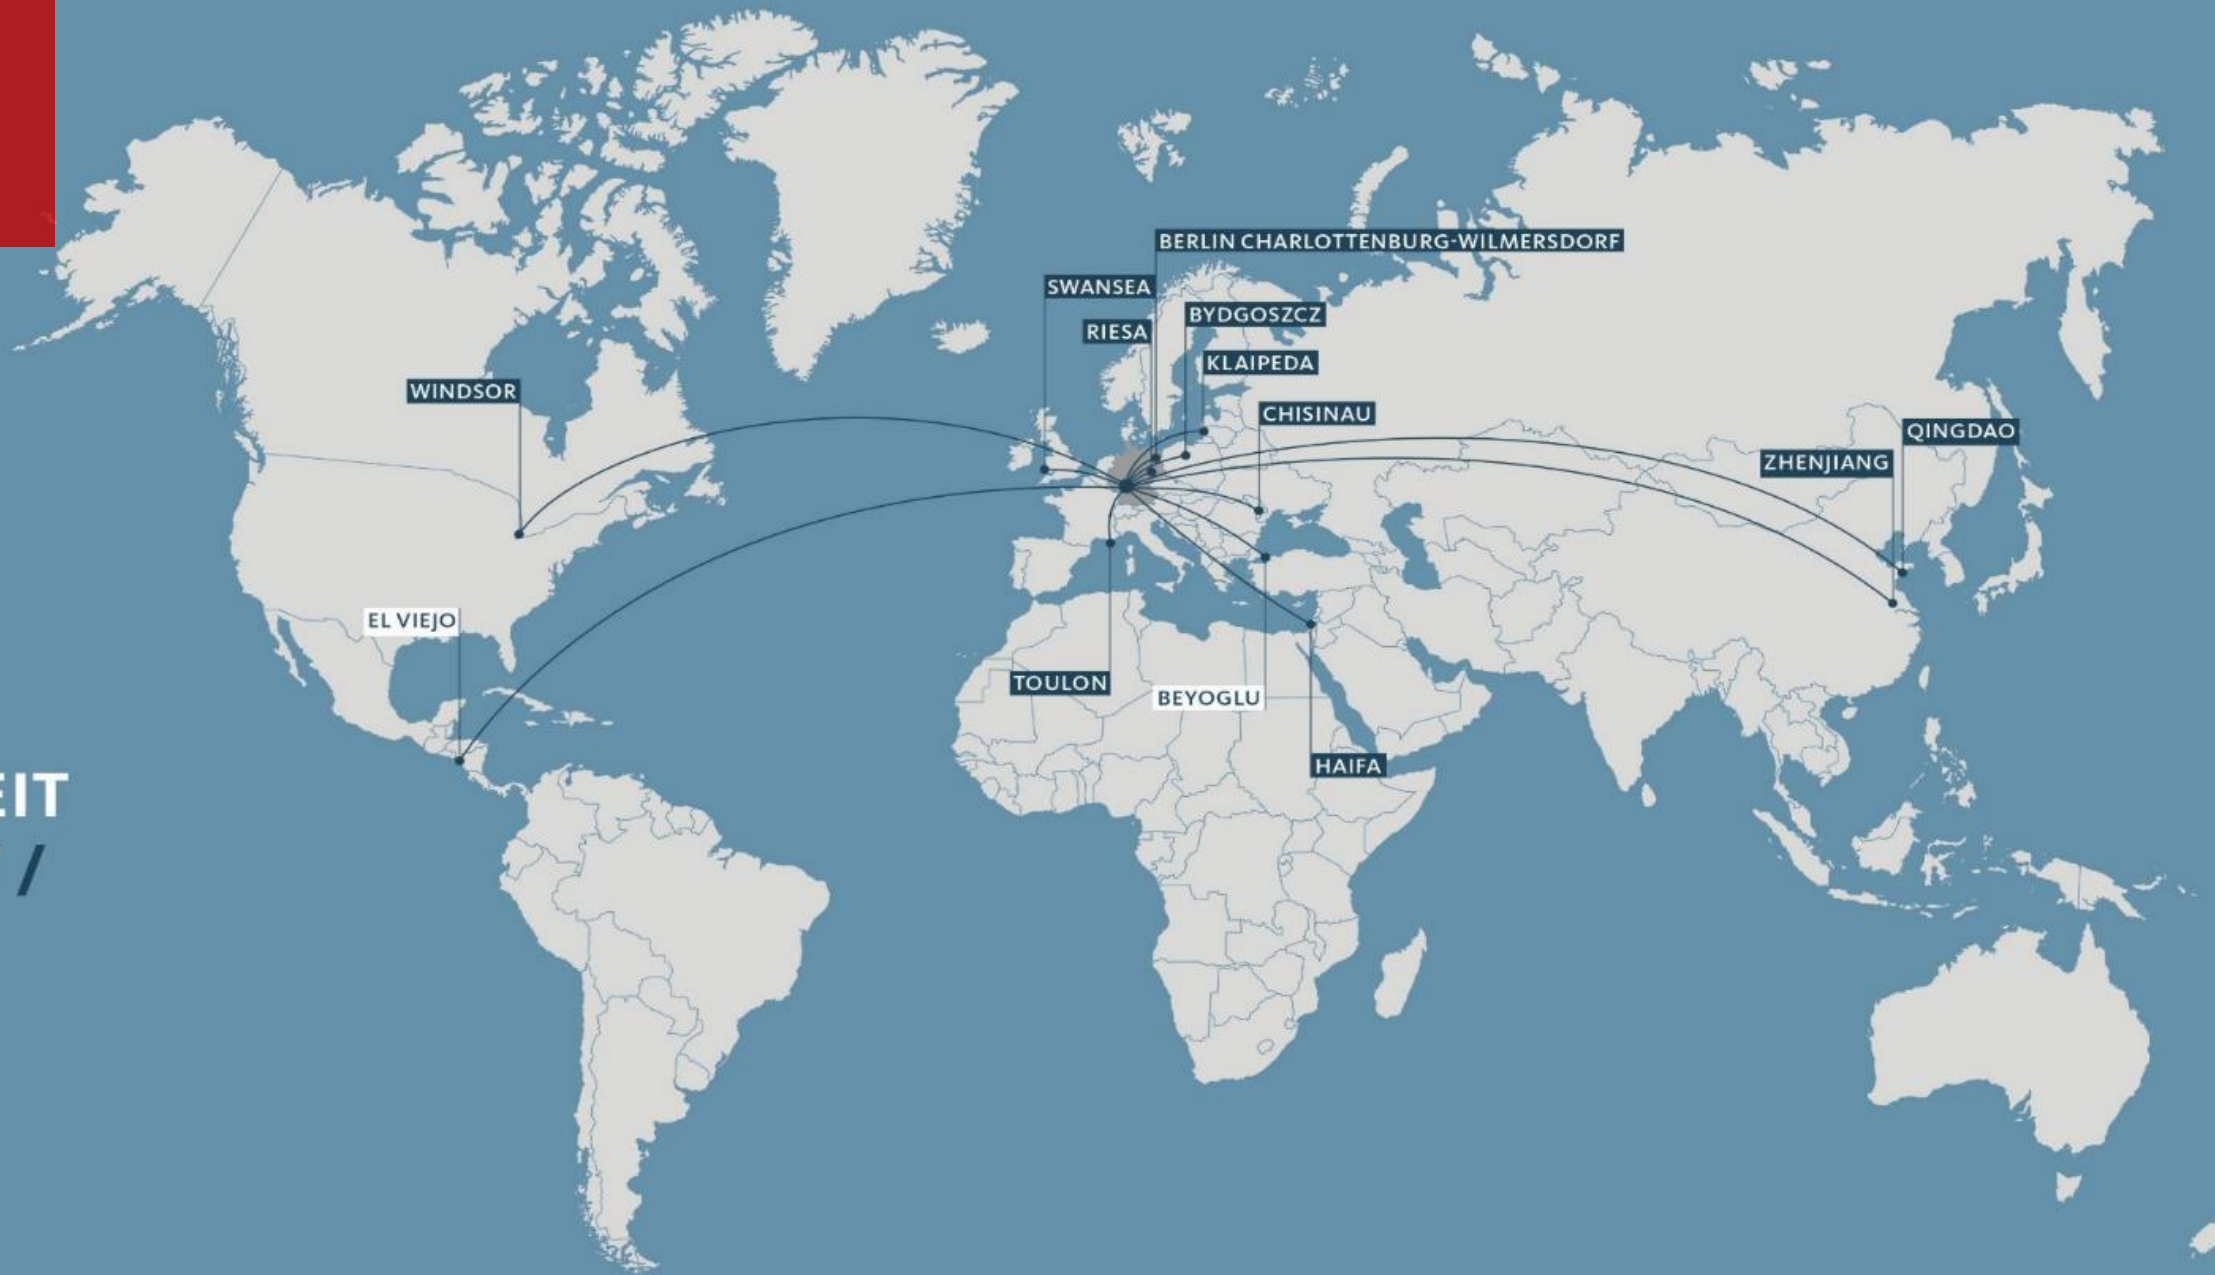 BERLIN CHARLOTTENBURG-WILMERSDORF
SWANSEA
BYDGOSZCZ
RIESA
KLAIPEDA
WINDSOR
CHISINAU
QINGDAO
ZHENJIANG
EL VIEJO
TOULON
BEYOGLU
HAIFA
EIT
/